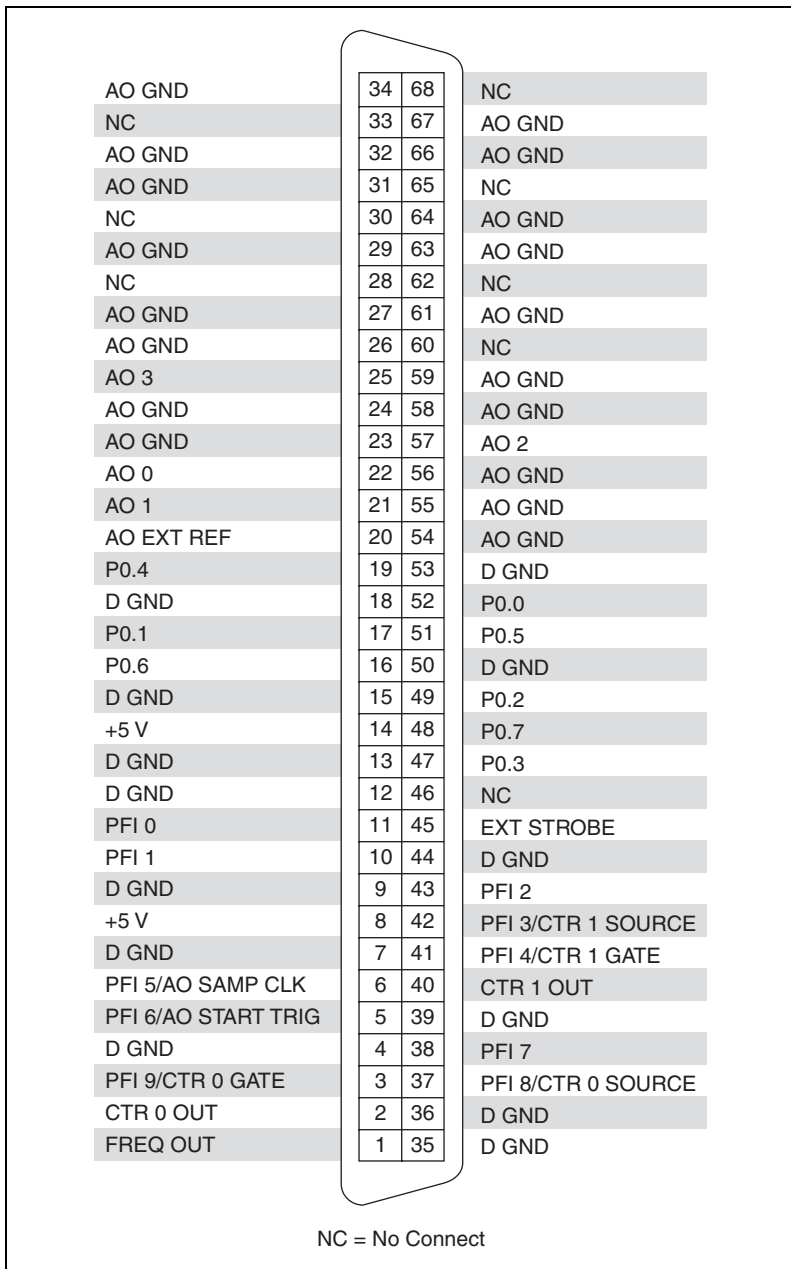 AO GND 34 68 NC
NC 33 67 AO GND
AO GND 32 66 AO GND
AO GND 31 65 NC
NC 30 64 AO GND
AO GND 29 63 AO GND
NC 28 62 NC
AO GND 27 61 AO GND
AO GND 26 60 NC
AO 3 25 59 AO GND
AO GND 24 58 AO GND
AO GND 23 57 AO 2
AO 0 22 56 AO GND
AO 1 21 55 AO GND
AO EXT REF 20 54 AO GND
P0.4 19 53 D GND
D GND 18 52 P0.0
P0.1 17 51 P0.5
P0.6 16 50 D GND
D GND 15 49 P0.2
+5 V 14 48 P0.7
D GND 13 47 P0.3
D GND 12 46 NC
PFI 0 11 45 EXT STROBE
PFI 1 10 44 D GND
D GND 9 43 PFI 2
+5 V 8 42 PFI 3/CTR 1 SOURCE
D GND 7 41 PFI 4/CTR 1 GATE
PFI 5/AO SAMP CLK 6 40 CTR 1 OUT
PFI 6/AO START TRIG 5 39 D GND
D GND 4 38 PFI 7
PFI 9/CTR 0 GATE 3 37 PFI 8/CTR 0 SOURCE
CTR 0 OUT 2 36 D GND
FREQ OUT 1 35 D GND
NC = No Connect